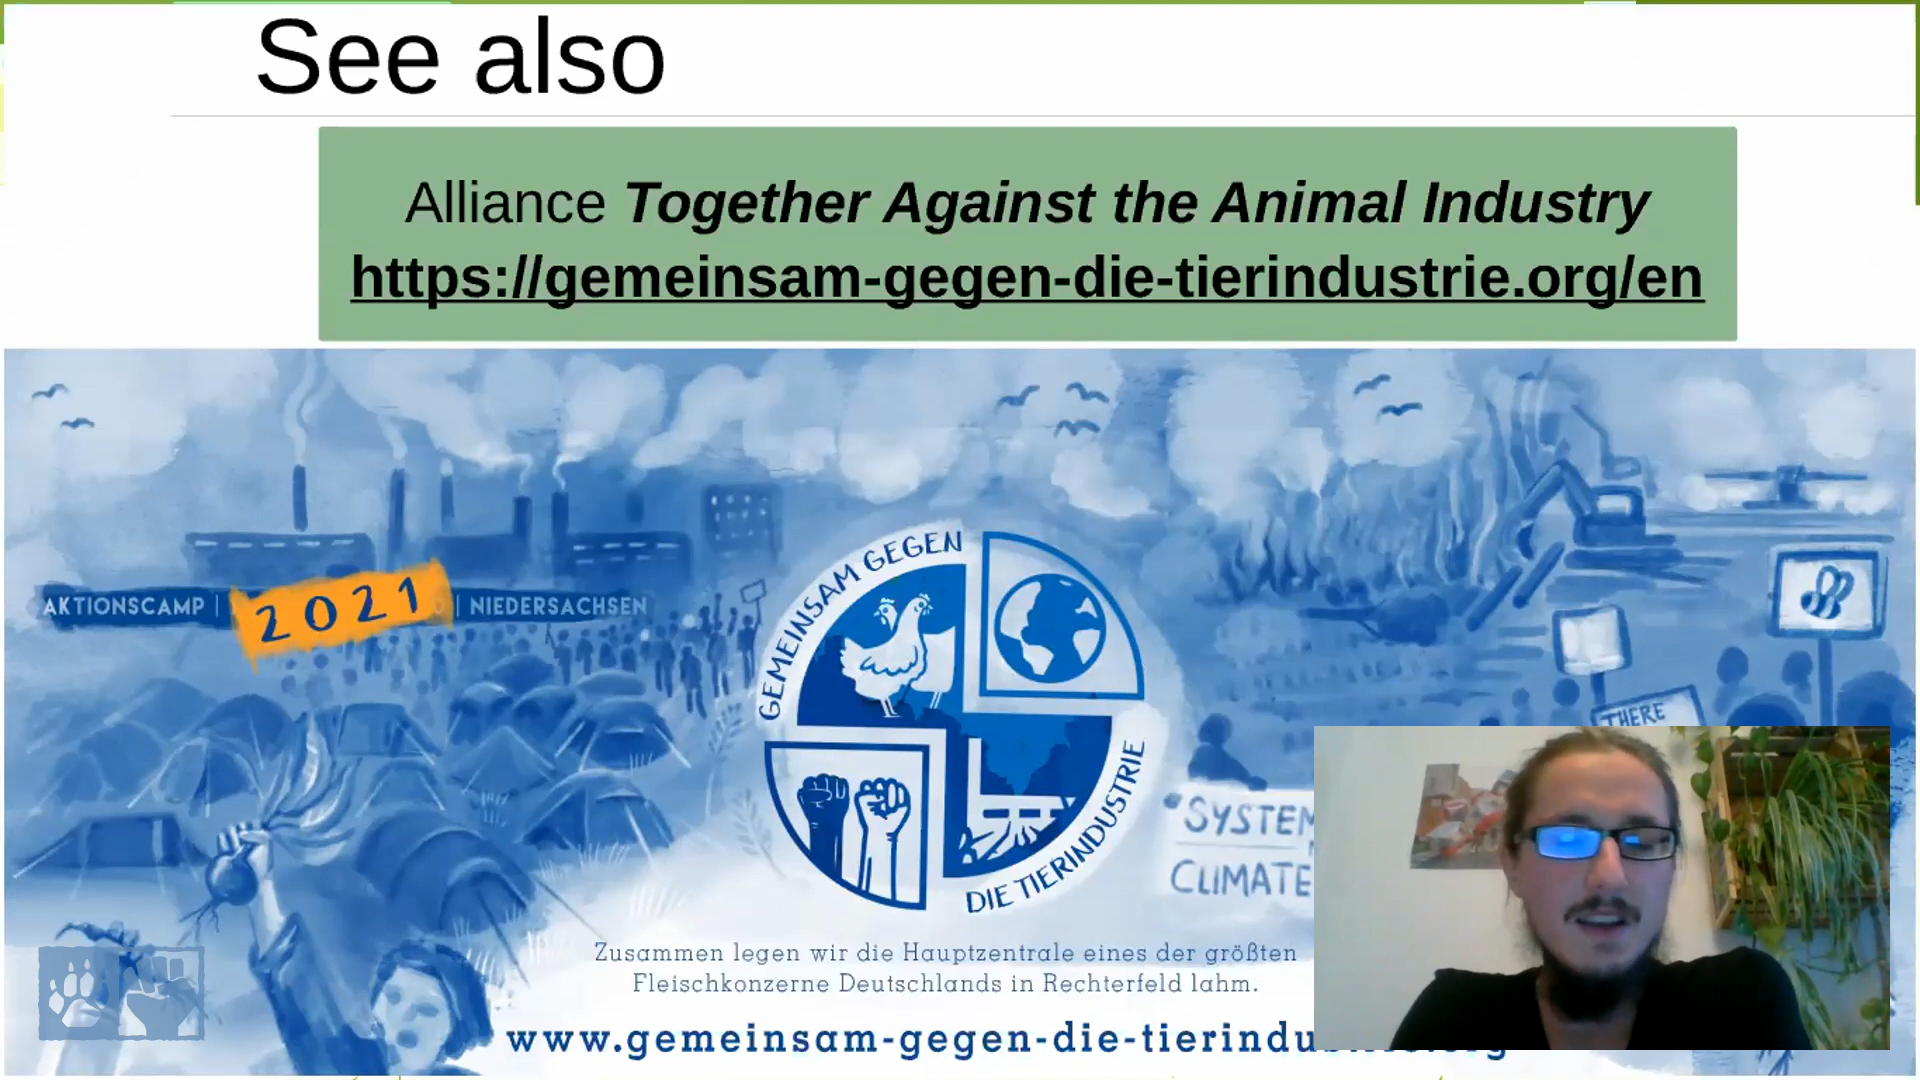 See also
Alliance Together Against the Animal Industry
https://gemeinsam-gegen-die-tierindustrie.org/en
AKTIONSCAMP | 2021 | NIEDERSACHSEN
GEMEINSAM GEGEN
DIE TIERINDUSTRIE
THERE
SYSTEM
CLIMATE
Zusammen legen wir die Hauptzentrale eines der größten
Fleischkonzerne Deutschlands in Rechterfeld lahm.
www.gemeinsam-gegen-die-tierindustrie.org